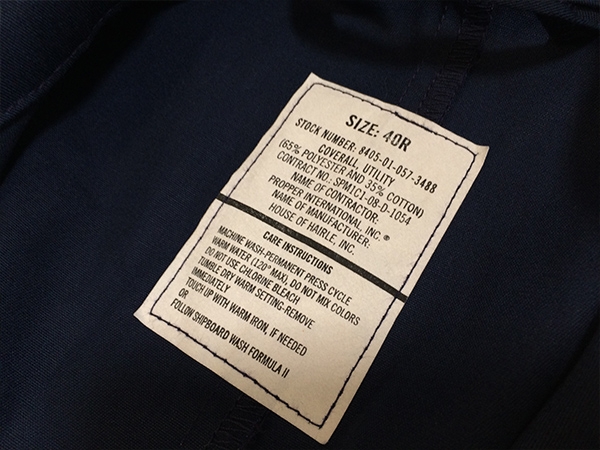 SIZE: 40R
STOCK NUMBER: 8405-01-057-3488
COVERALL, UTILITY
(65% POLYESTER AND 35% COTTON)
CONTRACT NO.: SPM1C1-08-D-1054
NAME OF CONTRACTOR:
PROPPER INTERNATIONAL, INC.®
NAME OF MANUFACTURER:
HOUSE OF HAIRLE, INC.
CARE INSTRUCTIONS
MACHINE WASH-PERMANENT PRESS CYCLE
WARM WATER (120° MAX), DO NOT MIX COLORS
DO NOT USE CHLORINE BLEACH
TUMBLE DRY WARM SETTING-REMOVE
IMMEDIATELY
TOUCH UP WITH WARM IRON, IF NEEDED
OR
FOLLOW SHIPBOARD WASH FORMULA II